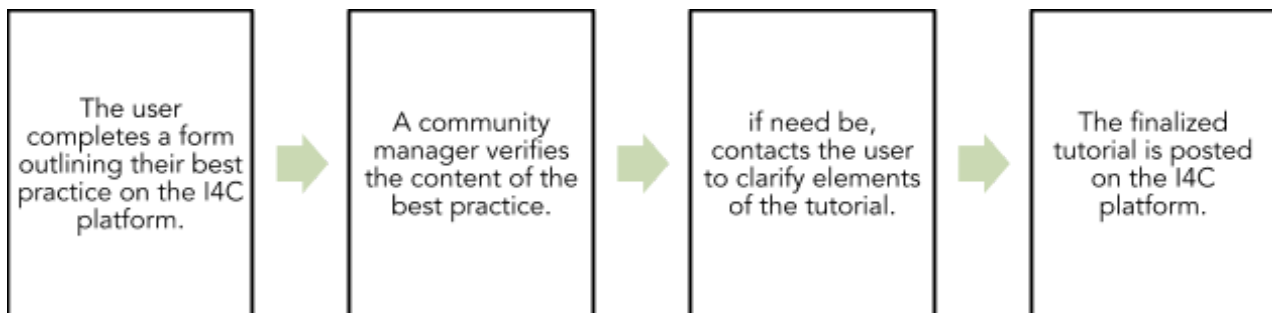 The user
completes a form
outlining their best
practice on the I4C
platform.
A community
manager verifies
the content of the
best practice.
if need be,
contacts the user
to clarify elements
of the tutorial.
The finalized
tutorial is posted
on the I4C
platform.